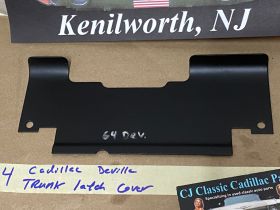 Kenilworth, NJ
64 Dev.
4 Cadillac Deville
Trunk latch Cover
CJ Classic Cadillac Pa